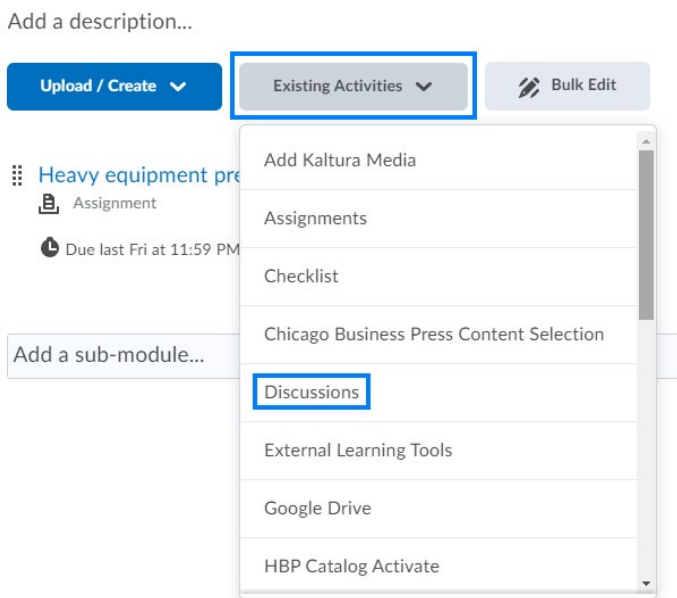 Add a description...
Upload / Create
Existing Activities
Bulk Edit
Heavy equipment pre
Assignment
Due last Fri at 11:59 PM
Add a sub-module...
Add Kaltura Media
Assignments
Checklist
Chicago Business Press Content Selection
Discussions
External Learning Tools
Google Drive
HBP Catalog Activate